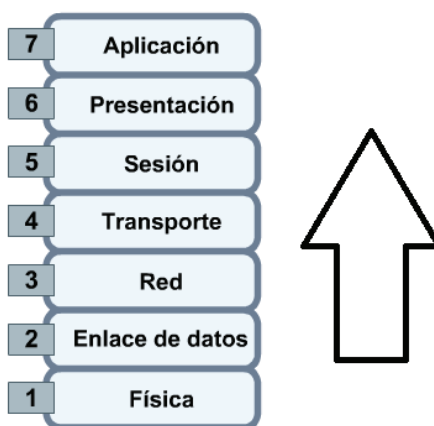 7 Aplicación
6 Presentación
5 Sesión
4 Transporte
3 Red
2 Enlace de datos
1 Física